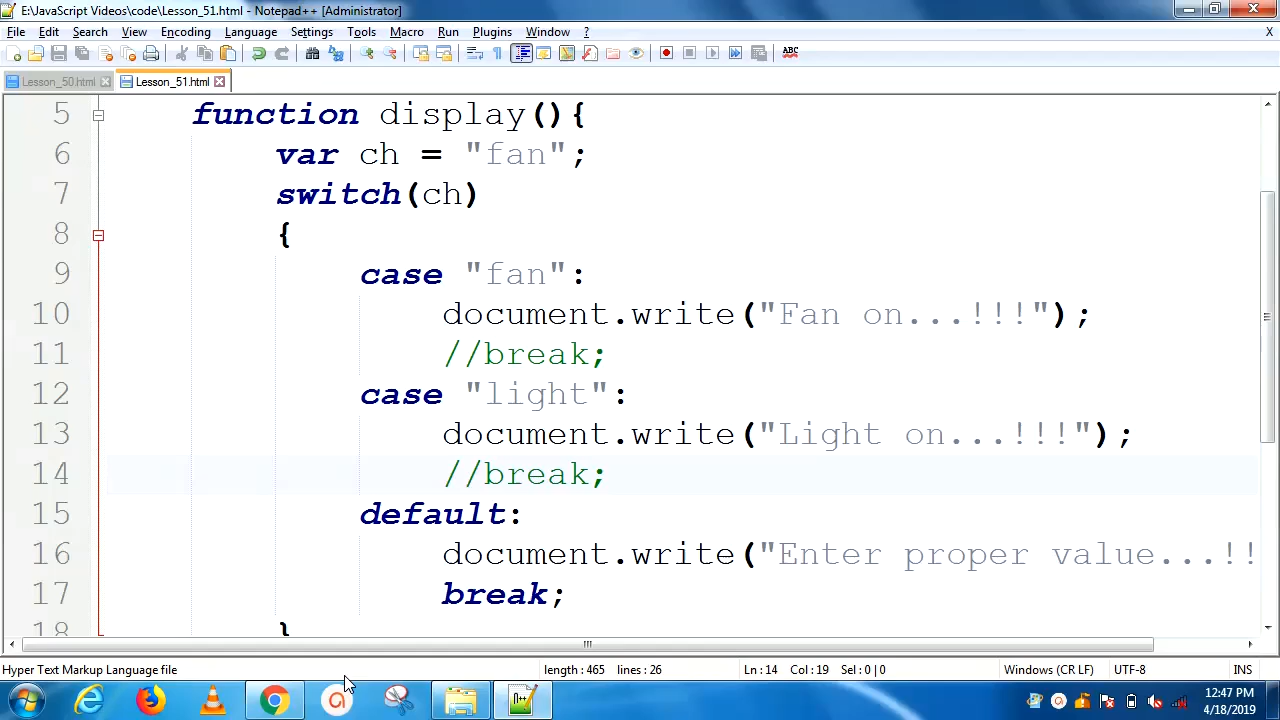 E:\JavaScript Videos\code\Lesson_51.html - Notepad++ [Administrator]
File Edit Search View Encoding Language Settings Tools Macro Run Plugins Window ? X
ABC
Lesson_50.html Lesson_51.html
5 function display(){
6 var ch = "fan";
7 switch(ch)
8 {
9 case "fan":
10 document.write("Fan on...!!!");
11 //break;
12 case "light":
13 document.write("Light on...!!!");
14 //break;
15 default:
16 document.write("Enter proper value...!!
17 break;
18 }
Hyper Text Markup Language file length : 465 lines : 26 Ln : 14 Col : 19 Sel : 0 | 0 Windows (CR LF) UTF-8 INS
12:47 PM
4/18/2019